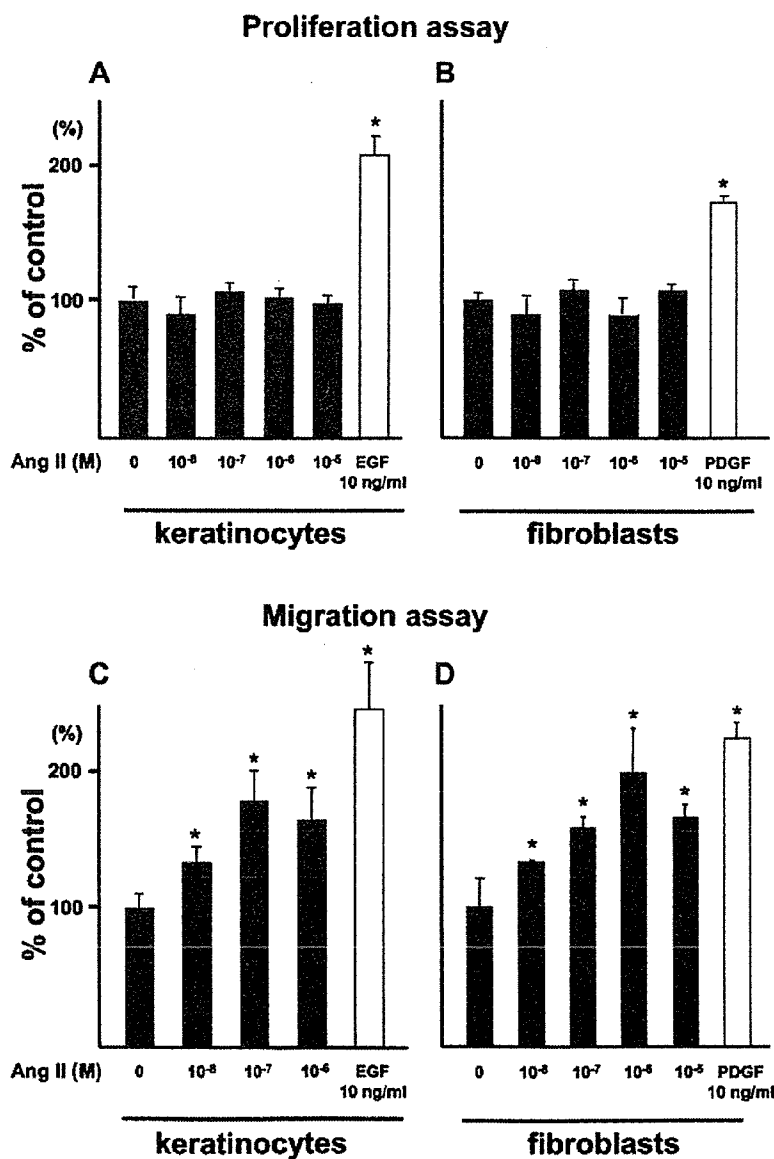 Proliferation assay
A
B
(%)
200
100
% of control
*
*
Ang II (M) 0 10⁻⁸ 10⁻⁷ 10⁻⁶ 10⁻⁵ EGF 10 ng/ml
0 10⁻⁸ 10⁻⁷ 10⁻⁶ 10⁻⁵ PDGF 10 ng/ml
keratinocytes
fibroblasts
Migration assay
C
D
(%)
200
100
% of control
* * * *
* * * * *
Ang II (M) 0 10⁻⁸ 10⁻⁷ 10⁻⁶ EGF 10 ng/ml
0 10⁻⁸ 10⁻⁷ 10⁻⁶ 10⁻⁵ PDGF 10 ng/ml
keratinocytes
fibroblasts